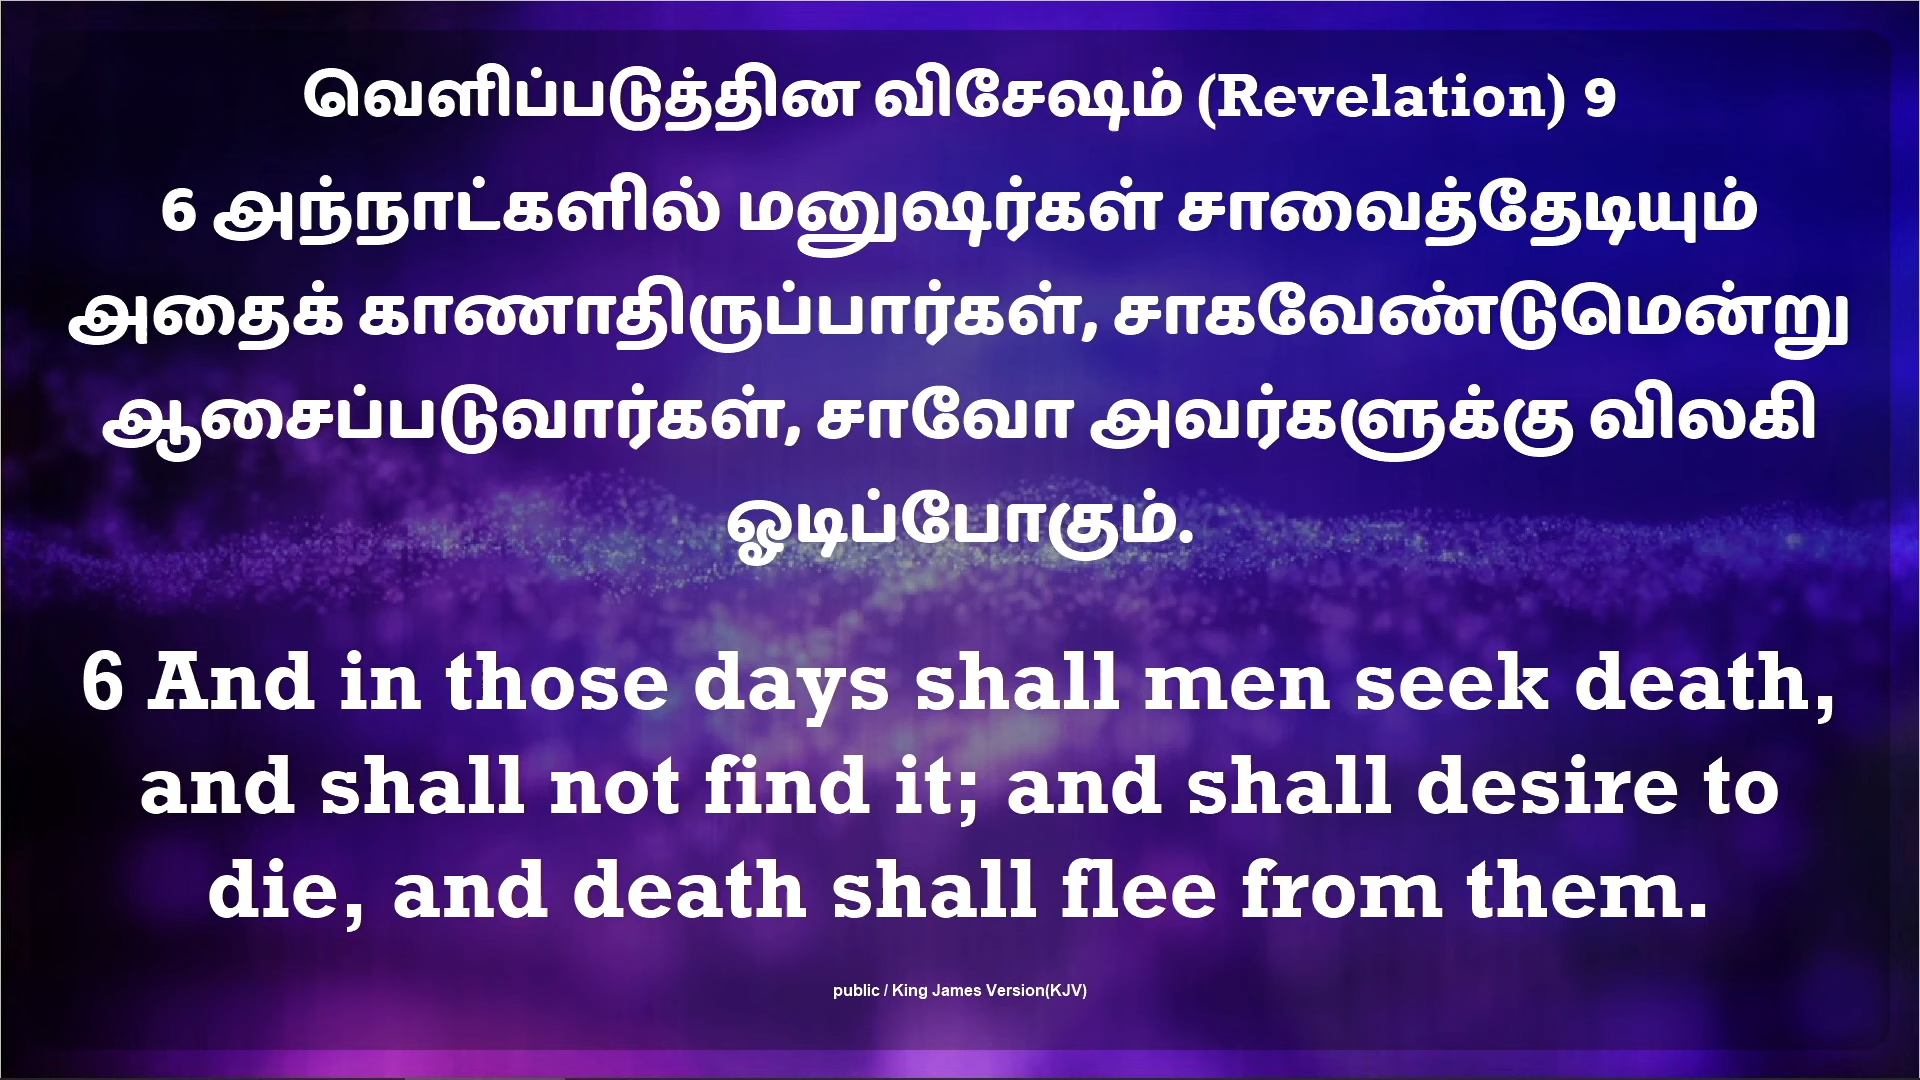 வெளிப்படுத்தின விசேஷம் (Revelation) 9
6 அந்நாட்களில் மனுஷர்கள் சாவைத்தேடியும்
அதைக் காணாதிருப்பார்கள், சாகவேண்டுமென்று
ஆசைப்படுவார்கள், சாவோ அவர்களுக்கு விலகி
ஓடிப்போகும்.
6 And in those days shall men seek death,
and shall not find it; and shall desire to
die, and death shall flee from them.
public / King James Version(KJV)